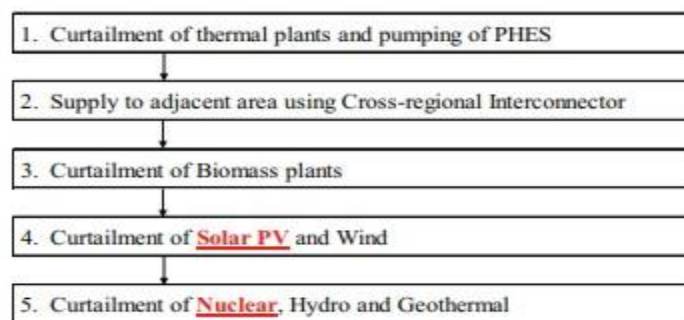 1. Curtailment of thermal plants and pumping of PHES
2. Supply to adjacent area using Cross-regional Interconnector
3. Curtailment of Biomass plants
4. Curtailment of Solar PV and Wind
5. Curtailment of Nuclear, Hydro and Geothermal